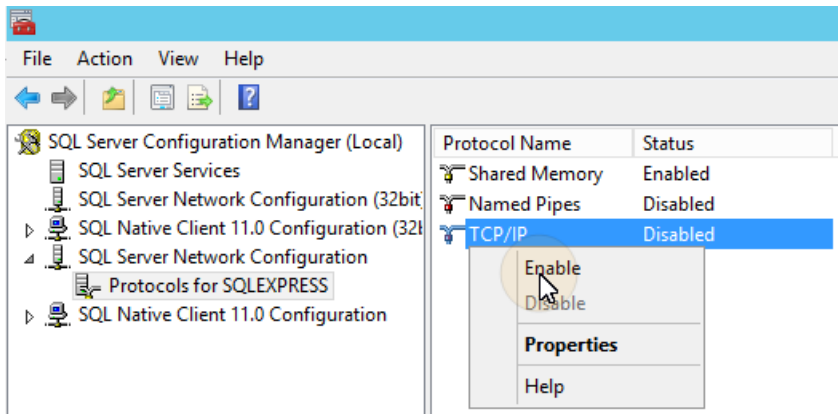 File Action View Help
SQL Server Configuration Manager (Local)
SQL Server Services
SQL Server Network Configuration (32bit
SQL Native Client 11.0 Configuration (32b
SQL Server Network Configuration
Protocols for SQLEXPRESS
SQL Native Client 11.0 Configuration
Protocol Name Status
Shared Memory Enabled
Named Pipes Disabled
TCP/IP Disabled
Enable
Disable
Properties
Help